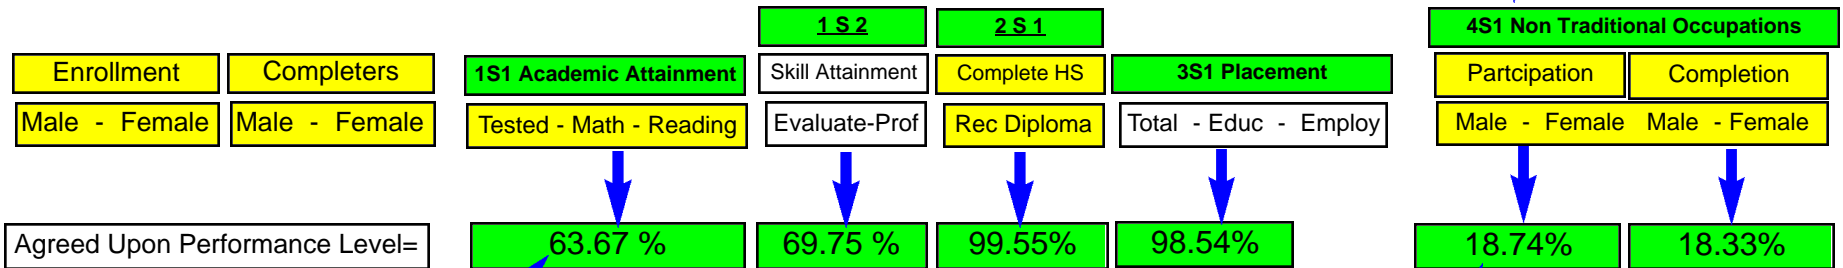 1 S 2
2 S 1
4S1 Non Traditional Occupations
Enrollment
Completers
1S1 Academic Attainment
Skill Attainment
Complete HS
3S1 Placement
Partcipation
Completion
Male - Female
Male - Female
Tested - Math - Reading
Evaluate-Prof
Rec Diploma
Total - Educ - Employ
Male - Female Male - Female
Agreed Upon Performance Level=
63.67 %
69.75 %
99.55%
98.54%
18.74%
18.33%